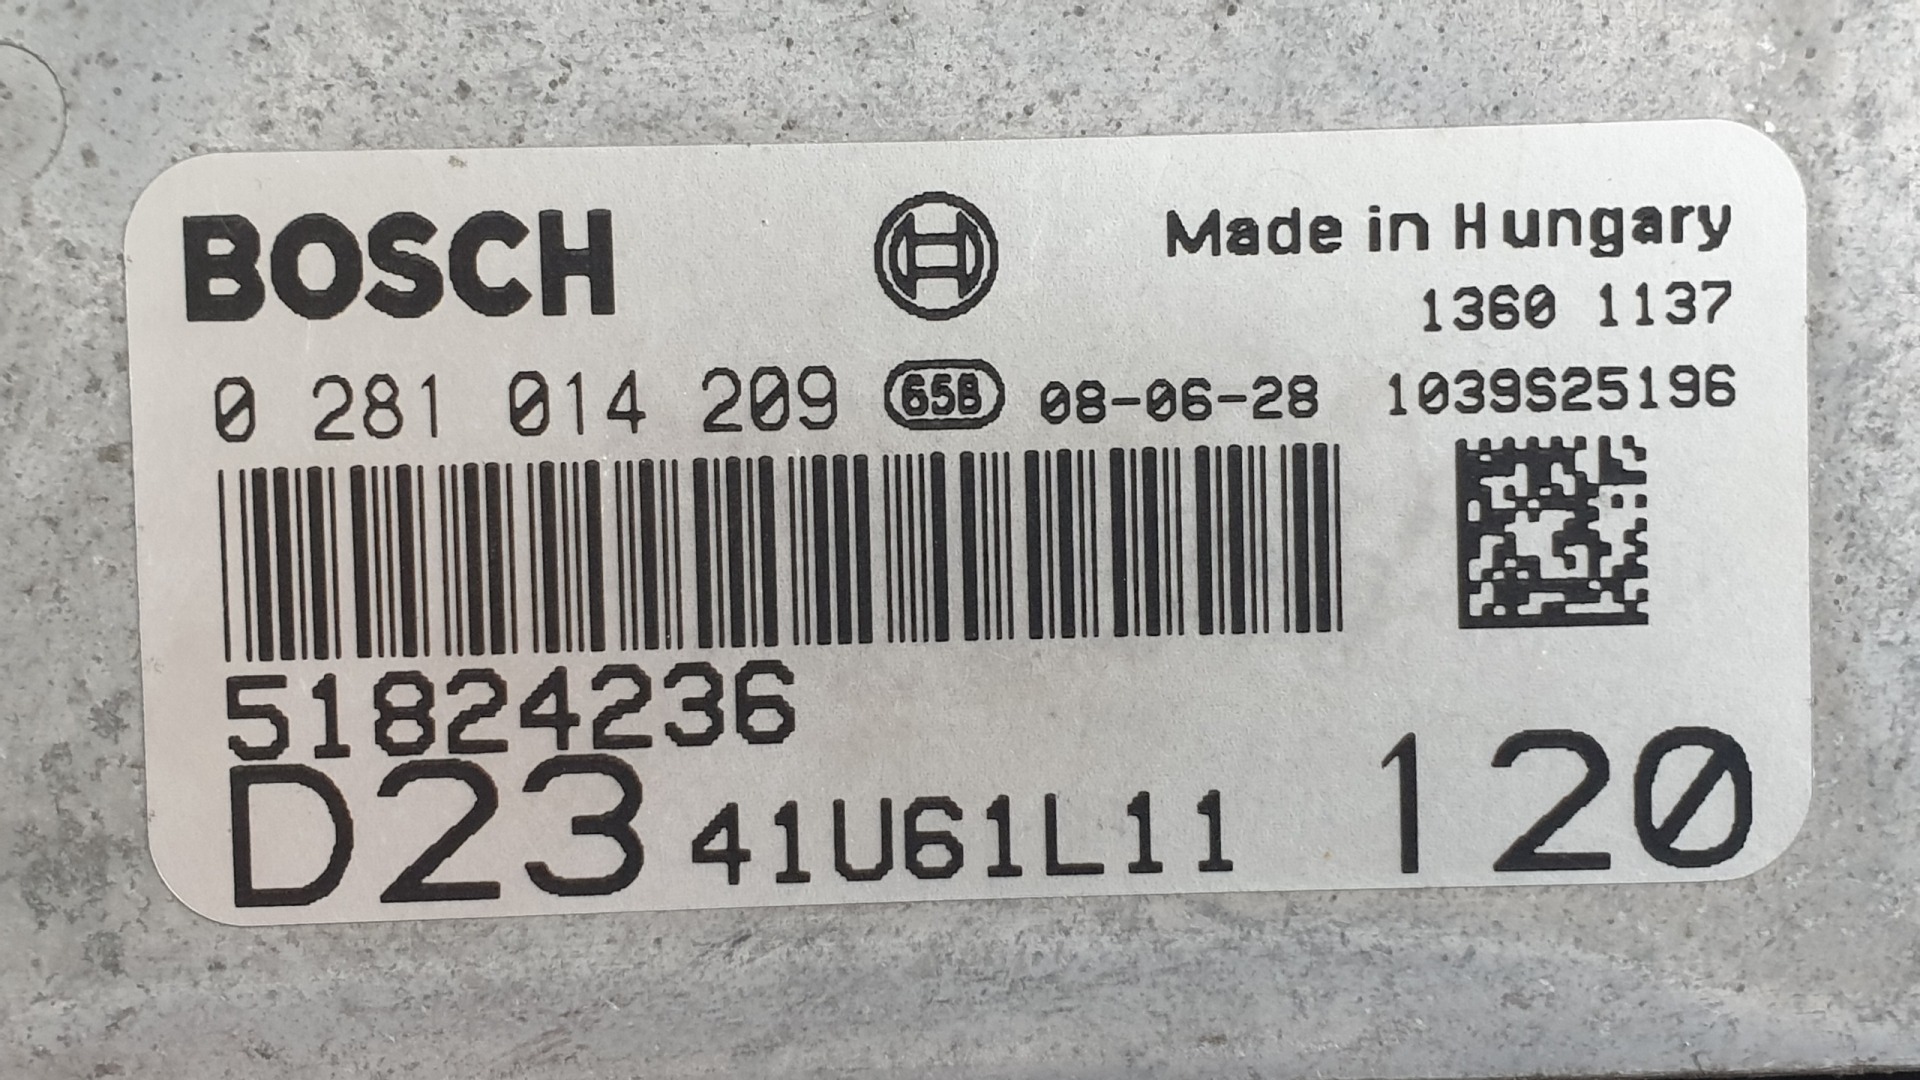 BOSCH
Made in Hungary
1360 1137
0 281 014 209 658 08-06-28 1039S25196
51824236
D23 41U61L11 120